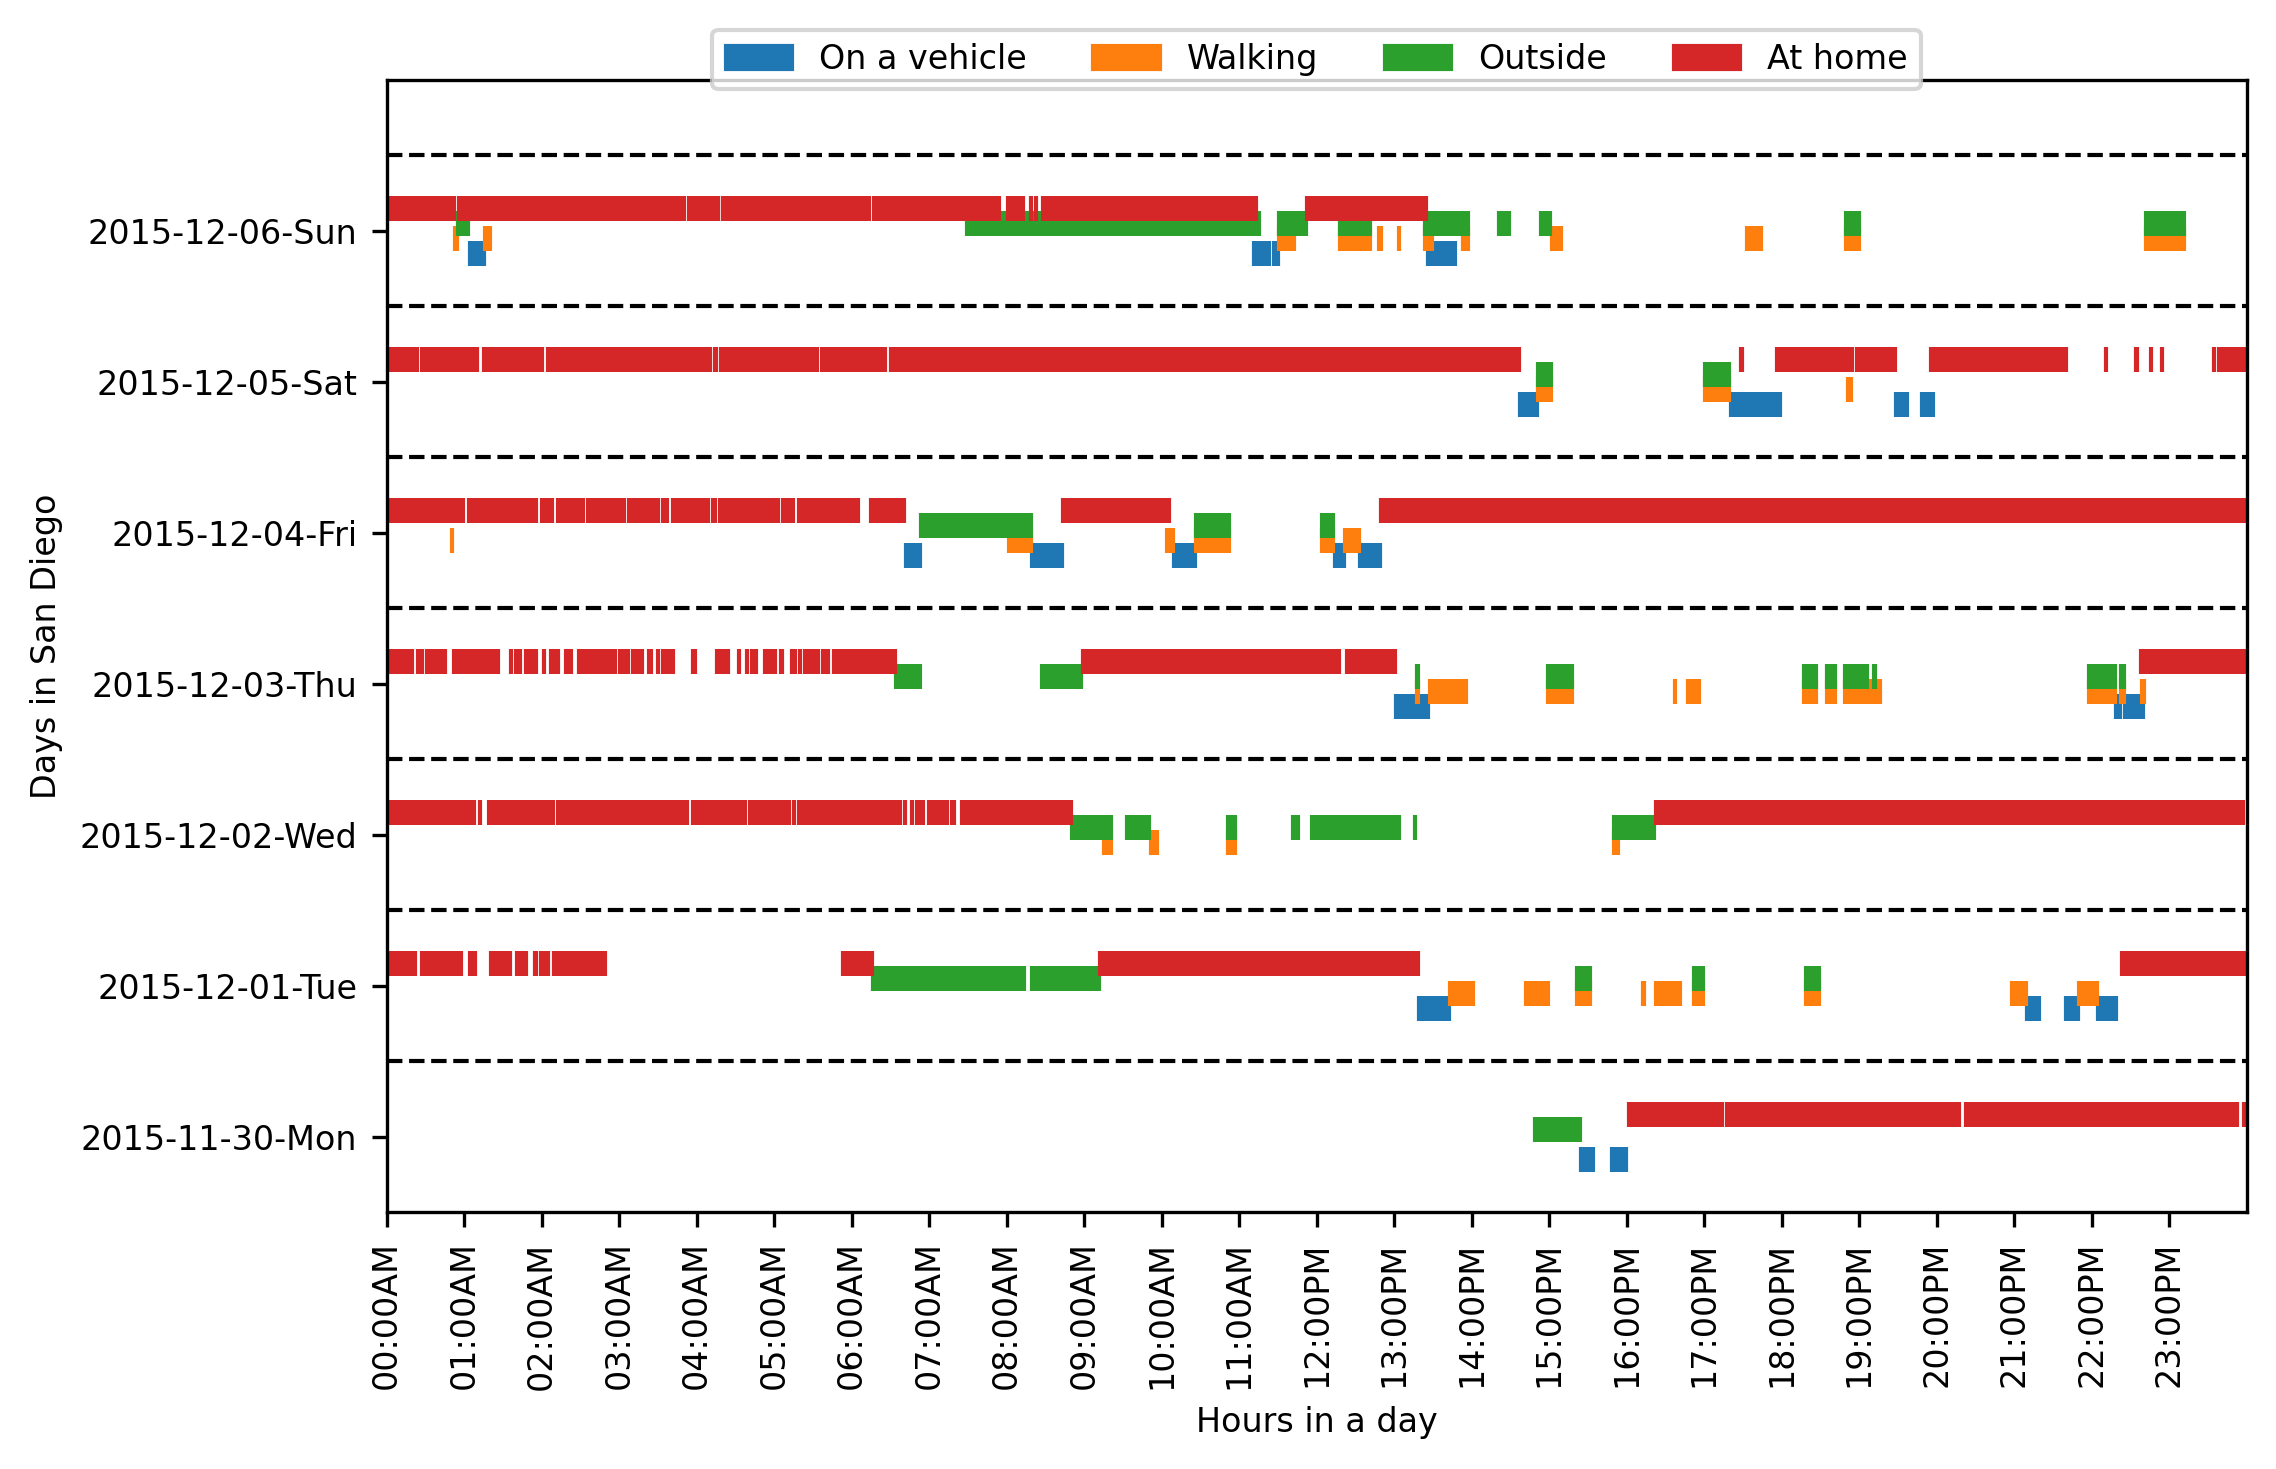 On a vehicle Walking Outside At home
Days in San Diego
2015-12-06-Sun
2015-12-05-Sat
2015-12-04-Fri
2015-12-03-Thu
2015-12-02-Wed
2015-12-01-Tue
2015-11-30-Mon
00:00AM
01:00AM
02:00AM
03:00AM
04:00AM
05:00AM
06:00AM
07:00AM
08:00AM
09:00AM
10:00AM
11:00AM
12:00PM
13:00PM
14:00PM
15:00PM
16:00PM
17:00PM
18:00PM
19:00PM
20:00PM
21:00PM
22:00PM
23:00PM
Hours in a day